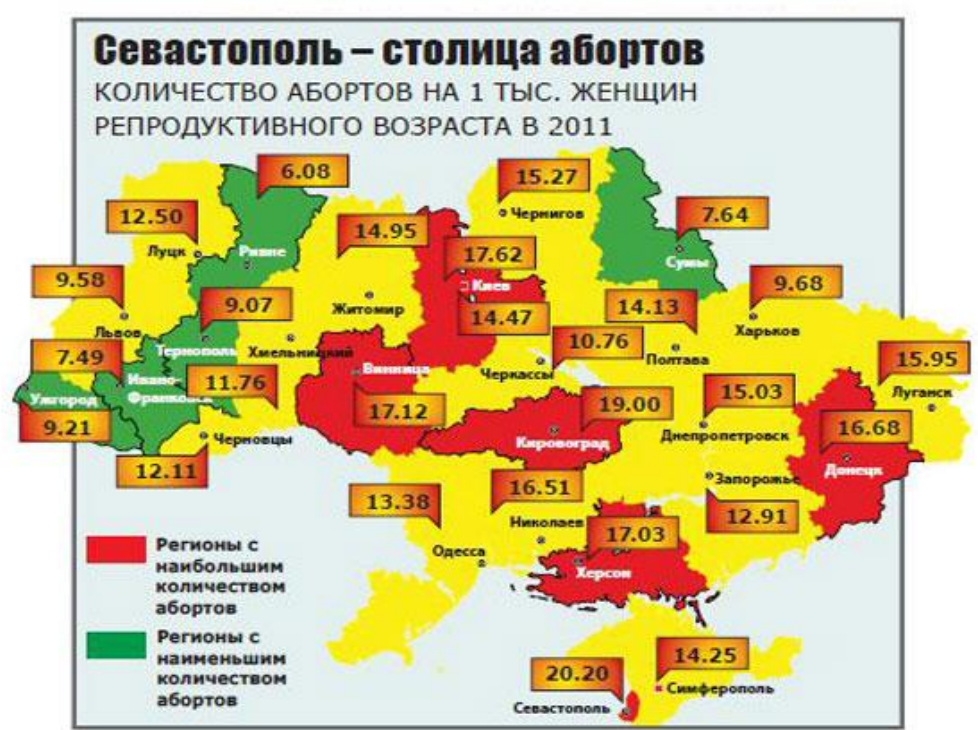 Севастополь – столица абортов
КОЛИЧЕСТВО АБОРТОВ НА 1 ТЫС. ЖЕНЩИН
РЕПРОДУКТИВНОГО ВОЗРАСТА В 2011
6.08
15.27
12.50
Чернигов
7.64
14.95
Луцк
Ривне
17.62
Сумы
9.58
Киев
9.68
9.07
Житомир
14.47
14.13
Львов
Харьков
Тернополь
Хмельницкий
10.76
7.49
Полтава
15.95
Ивано-
Франковск
Винница
Черкассы
11.76
Ужгород
15.03
Луганск
9.21
17.12
19.00
Черновцы
Кировоград
Днепропетровск
16.68
12.11
Донецк
13.38
16.51
Запорожье
Николаев
12.91
17.03
Одесса
Херсон
Регионы с
наибольшим
количеством
абортов
Регионы с
наименьшим
количеством
абортов
20.20
14.25
Симферополь
Севастополь